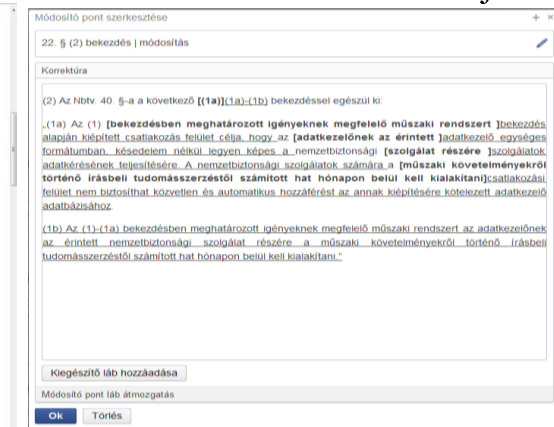 Módosító pont szerkesztése
22. § (2) bekezdés | módosítás
Korrektúra
(2) Az Nbtv. 40. §-a a következő [(1a)](1a)-(1b) bekezdéssel egészül ki:
„(1a) Az (1) [bekezdésben meghatározott igényeknek megfelelő műszaki rendszert ]bekezdés
alapján kiépített csatlakozás felület célja, hogy az [adatkezelőnek az érintett ]adatkezelő egységes
formátumban, késedelem nélkül legyen képes a nemzetbiztonsági [szolgálat részére ]szolgálatok
adatkérésének teljesítésére. A nemzetbiztonsági szolgálatok számára a [műszaki követelményekről
történő írásbeli tudomásszerzéstől számított hat hónapon belül kell kialakítani]csatlakozási
felület nem biztosíthat közvetlen és automatikus hozzáférést az annak kiépítésére kötelezett adatkezelő
adatbázisához.
(1b) Az (1)-(1a) bekezdésben meghatározott igényeknek megfelelő műszaki rendszert az adatkezelőnek
az érintett nemzetbiztonsági szolgálat részére a műszaki követelményekről történő írásbeli
tudomásszerzéstől számított hat hónapon belül kell kialakítani."
Kiegészítő láb hozzáadása
Módosító pont láb átmozgatás
Ok Törlés